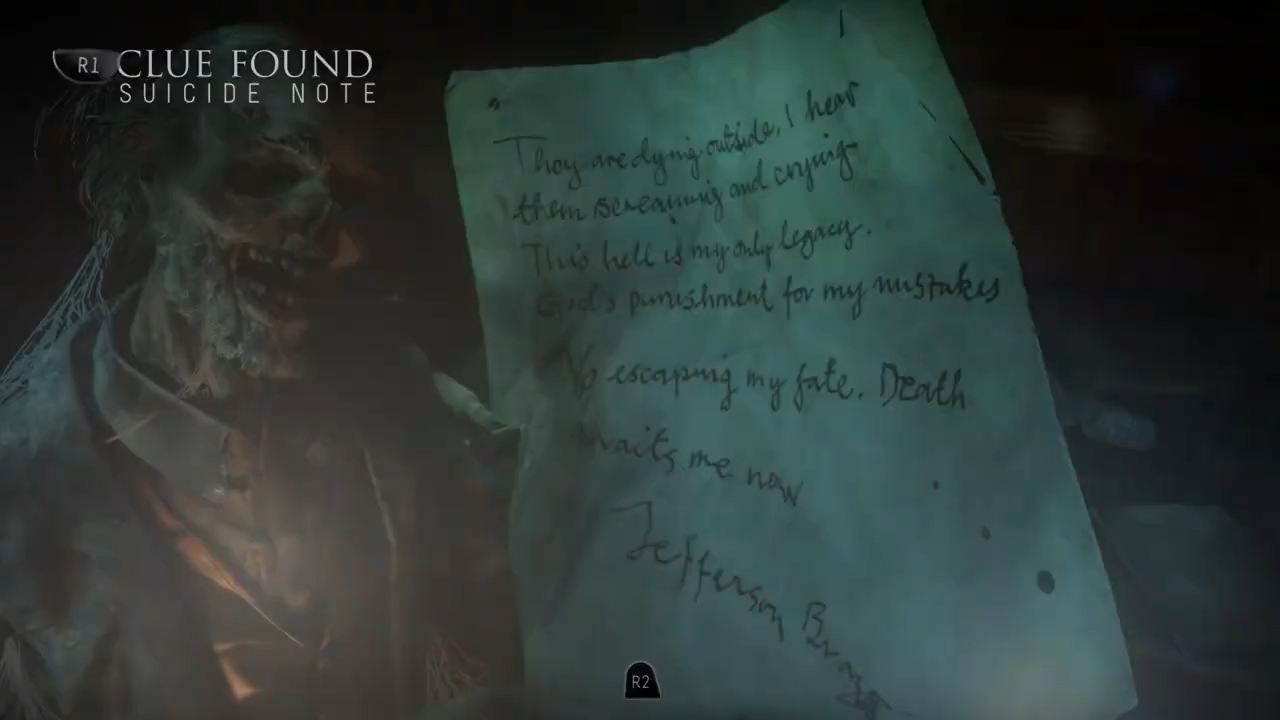 R1 CLUE FOUND
SUICIDE NOTE
They are dying outside, I hear
them screaming and crying
This hell is my only legacy.
God's punishment for my mistakes
No escaping my fate. Death
awaits me now
Jefferson
R2